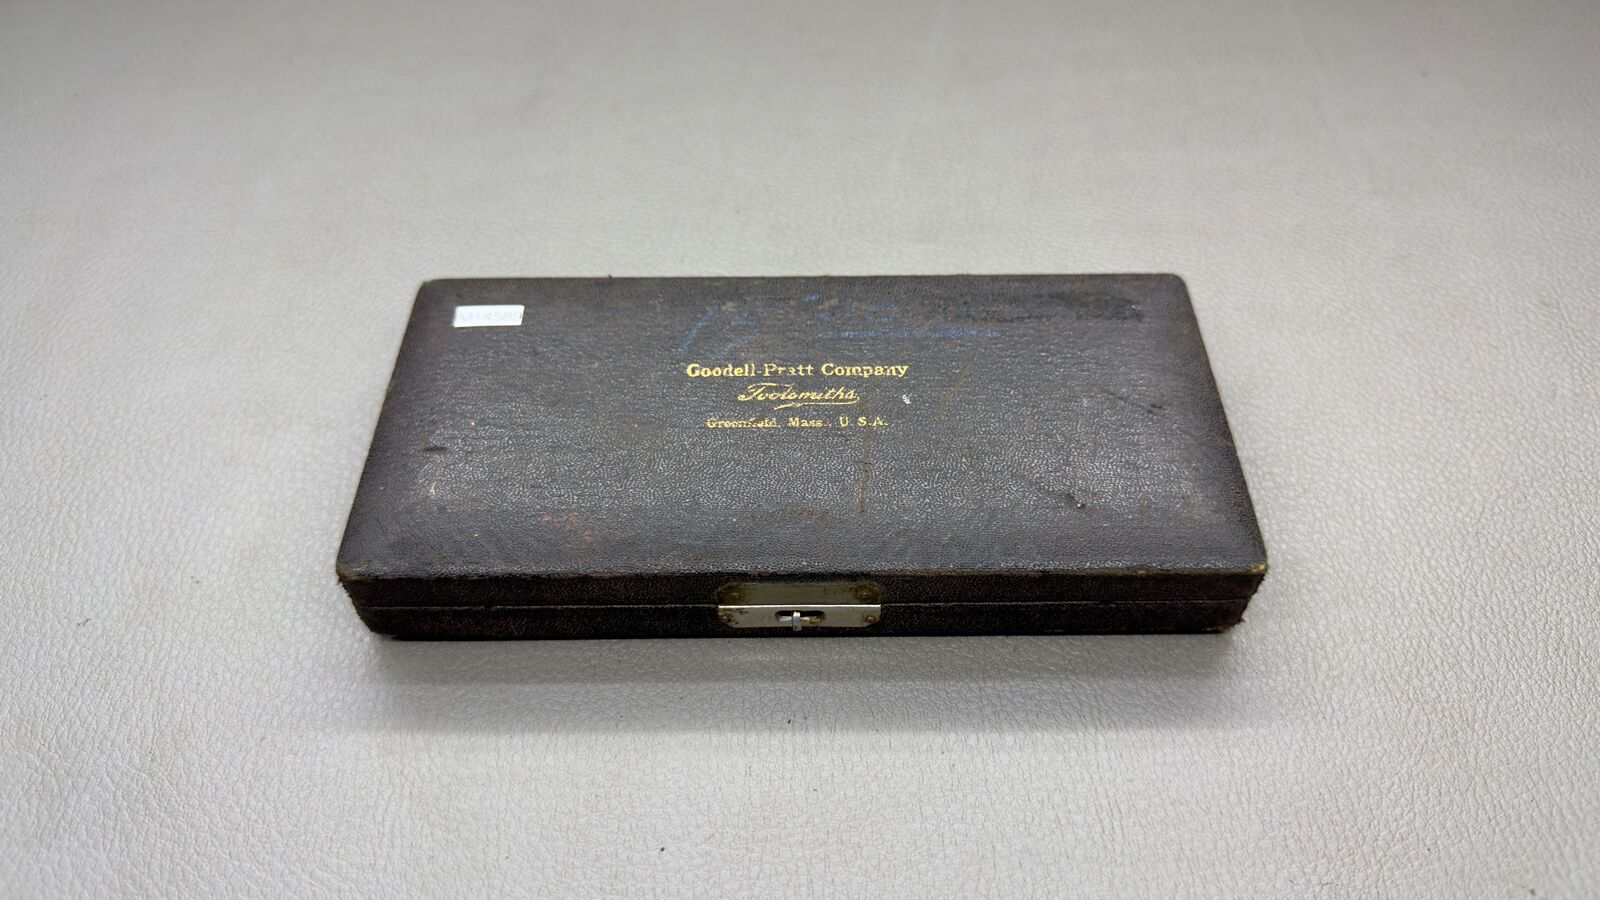 Goodell-Pratt Company
Toolsmiths,
Greenfield, Mass., U.S.A.